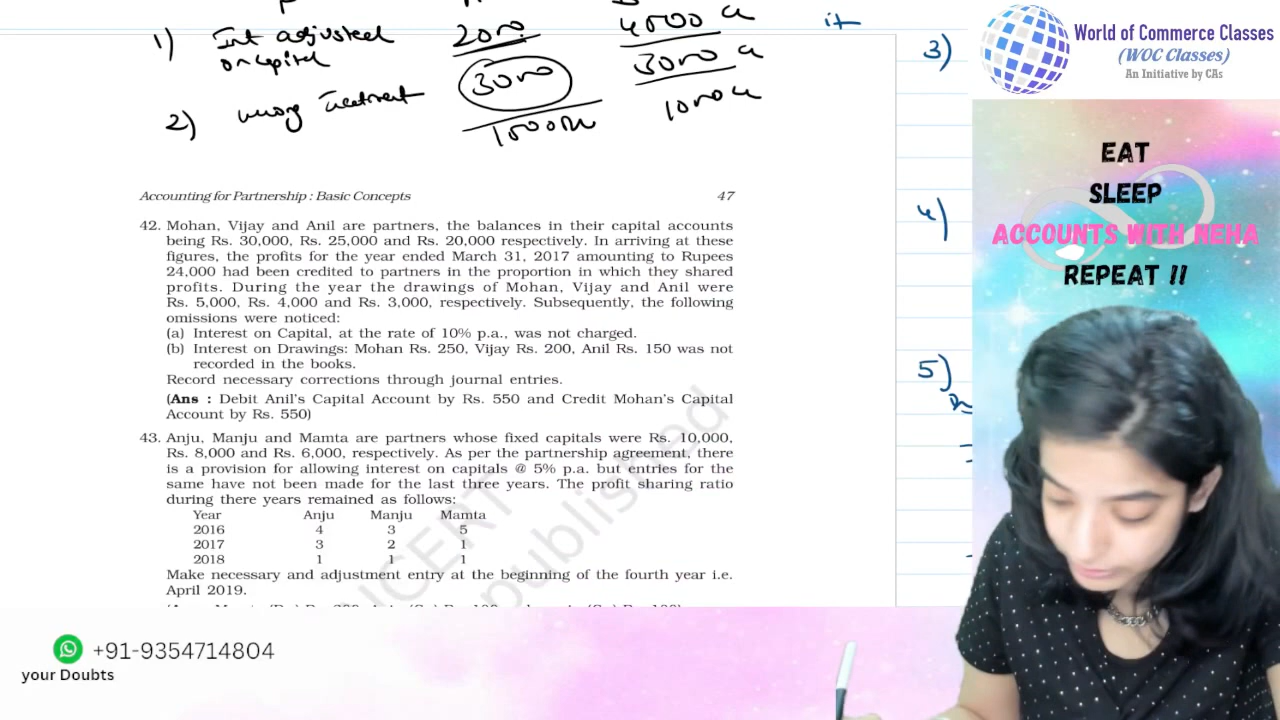 1) Int adjusted 2000 4000 cr it
on capital
3000 3000 cr
2) wrong treatment 1000 cr
3)
World of Commerce Classes
(WOC Classes)
An Initiative by CAs
EAT
SLEEP
ACCOUNTS WITH NEHA
REPEAT !!
4)
5)
Accounting for Partnership : Basic Concepts 47
42. Mohan, Vijay and Anil are partners, the balances in their capital accounts
being Rs. 30,000, Rs. 25,000 and Rs. 20,000 respectively. In arriving at these
figures, the profits for the year ended March 31, 2017 amounting to Rupees
24,000 had been credited to partners in the proportion in which they shared
profits. During the year the drawings of Mohan, Vijay and Anil were
Rs. 5,000, Rs. 4,000 and Rs. 3,000, respectively. Subsequently, the following
omissions were noticed:
(a) Interest on Capital, at the rate of 10% p.a., was not charged.
(b) Interest on Drawings: Mohan Rs. 250, Vijay Rs. 200, Anil Rs. 150 was not
recorded in the books.
Record necessary corrections through journal entries.
(Ans : Debit Anil's Capital Account by Rs. 550 and Credit Mohan's Capital
Account by Rs. 550)
43. Anju, Manju and Mamta are partners whose fixed capitals were Rs. 10,000,
Rs. 8,000 and Rs. 6,000, respectively. As per the partnership agreement, there
is a provision for allowing interest on capitals @ 5% p.a. but entries for the
same have not been made for the last three years. The profit sharing ratio
during there years remained as follows:
Year Anju Manju Mamta
2016 4 3 5
2017 3 2 1
2018 1 1 1
Make necessary and adjustment entry at the beginning of the fourth year i.e.
April 2019.
published
+91-9354714804
your Doubts